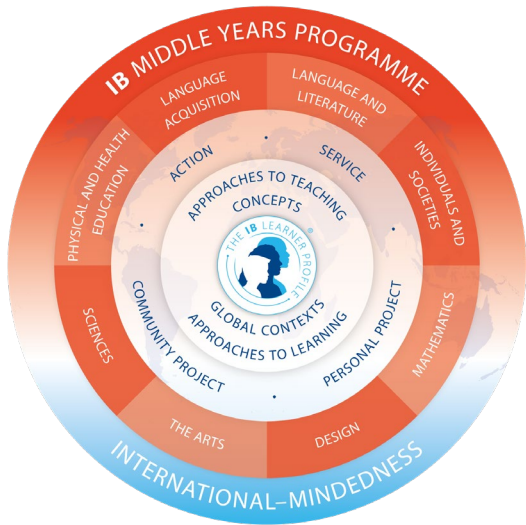 IB MIDDLE YEARS PROGRAMME
LANGUAGE
ACQUISITION
LANGUAGE AND
LITERATURE
PHYSICAL AND HEALTH
EDUCATION
INDIVIDUALS AND
SOCIETIES
SCIENCES
MATHEMATICS
THE ARTS
DESIGN
ACTION
SERVICE
COMMUNITY PROJECT
PERSONAL PROJECT
APPROACHES TO TEACHING
CONCEPTS
THE IB LEARNER PROFILE ®
GLOBAL CONTEXTS
APPROACHES TO LEARNING
INTERNATIONAL–MINDEDNESS